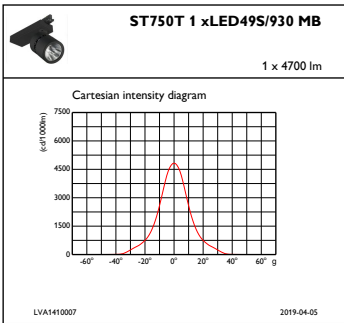 ST750T 1 xLED49S/930 MB
1 x 4700 lm
Cartesian intensity diagram
(cd/1000lm)
7500
6000
4500
3000
1500
0
-60° -40° -20° 0° 20° 40° 60° g
LVA1410007 2019-04-05